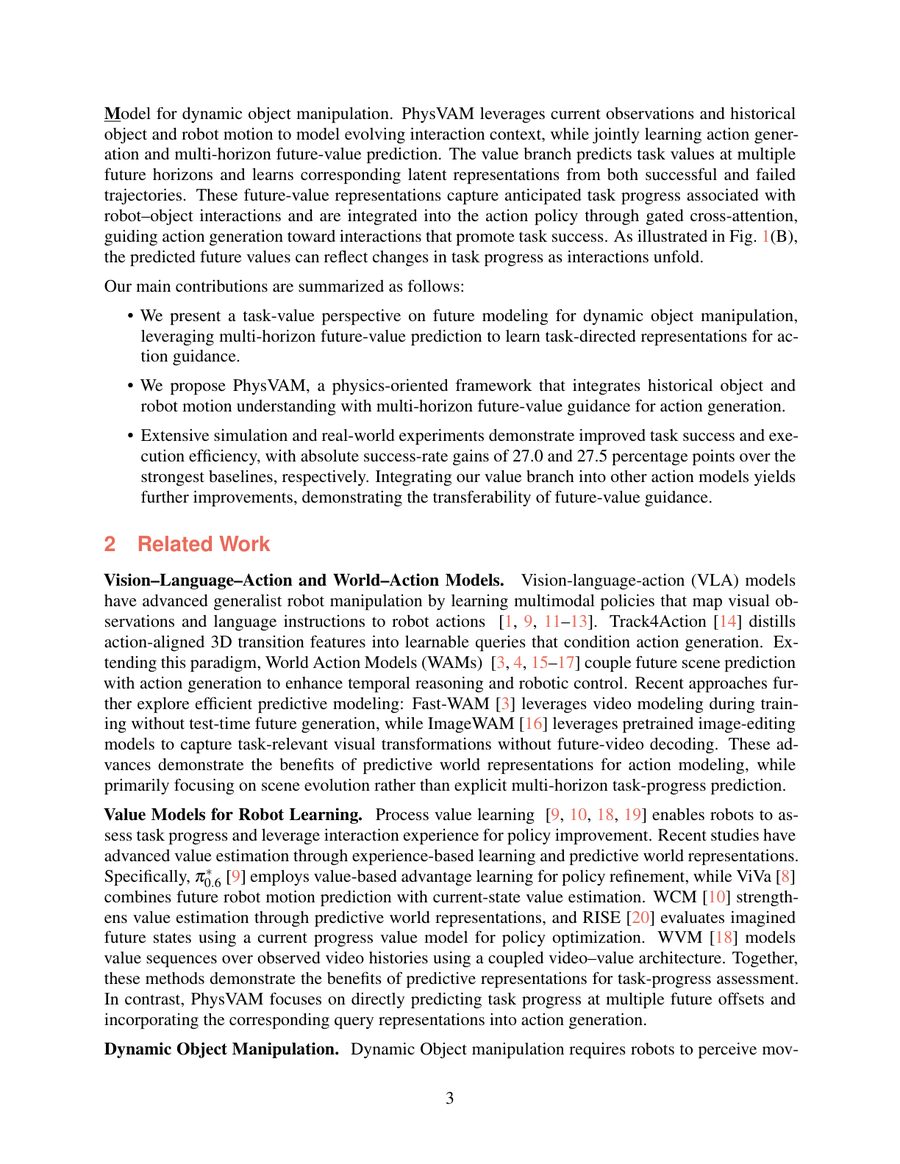 Model for dynamic object manipulation. PhysVAM leverages current observations and historical
object and robot motion to model evolving interaction context, while jointly learning action gener-
ation and multi-horizon future-value prediction. The value branch predicts task values at multiple
future horizons and learns corresponding latent representations from both successful and failed
trajectories. These future-value representations capture anticipated task progress associated with
robot–object interactions and are integrated into the action policy through gated cross-attention,
guiding action generation toward interactions that promote task success. As illustrated in Fig. 1(B),
the predicted future values can reflect changes in task progress as interactions unfold.
Our main contributions are summarized as follows:
• We present a task-value perspective on future modeling for dynamic object manipulation,
leveraging multi-horizon future-value prediction to learn task-directed representations for ac-
tion guidance.
• We propose PhysVAM, a physics-oriented framework that integrates historical object and
robot motion understanding with multi-horizon future-value guidance for action generation.
• Extensive simulation and real-world experiments demonstrate improved task success and exe-
cution efficiency, with absolute success-rate gains of 27.0 and 27.5 percentage points over the
strongest baselines, respectively. Integrating our value branch into other action models yields
further improvements, demonstrating the transferability of future-value guidance.
2 Related Work
Vision–Language–Action and World–Action Models. Vision-language-action (VLA) models
have advanced generalist robot manipulation by learning multimodal policies that map visual ob-
servations and language instructions to robot actions [1, 9, 11–13]. Track4Action [14] distills
action-aligned 3D transition features into learnable queries that condition action generation. Ex-
tending this paradigm, World Action Models (WAMs) [3, 4, 15–17] couple future scene prediction
with action generation to enhance temporal reasoning and robotic control. Recent approaches fur-
ther explore efficient predictive modeling: Fast-WAM [3] leverages video modeling during train-
ing without test-time future generation, while ImageWAM [16] leverages pretrained image-editing
models to capture task-relevant visual transformations without future-video decoding. These ad-
vances demonstrate the benefits of predictive world representations for action modeling, while
primarily focusing on scene evolution rather than explicit multi-horizon task-progress prediction.
Value Models for Robot Learning. Process value learning [9, 10, 18, 19] enables robots to as-
sess task progress and leverage interaction experience for policy improvement. Recent studies have
advanced value estimation through experience-based learning and predictive world representations.
Specifically, π*0.6 [9] employs value-based advantage learning for policy refinement, while ViVa [8]
combines future robot motion prediction with current-state value estimation. WCM [10] strength-
ens value estimation through predictive world representations, and RISE [20] evaluates imagined
future states using a current progress value model for policy optimization. WVM [18] models
value sequences over observed video histories using a coupled video–value architecture. Together,
these methods demonstrate the benefits of predictive representations for task-progress assessment.
In contrast, PhysVAM focuses on directly predicting task progress at multiple future offsets and
incorporating the corresponding query representations into action generation.
Dynamic Object Manipulation. Dynamic Object manipulation requires robots to perceive mov-
3